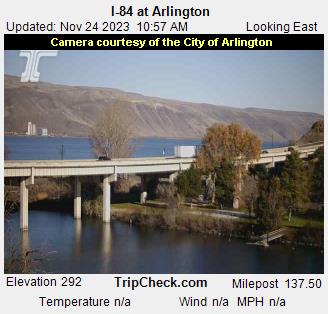 I-84 at Arlington
Updated: Nov 24 2023 10:57 AM Looking East
Camera courtesy of the City of Arlington
Elevation 292 TripCheck.com Milepost 137.50
Temperature n/a Wind n/a MPH n/a